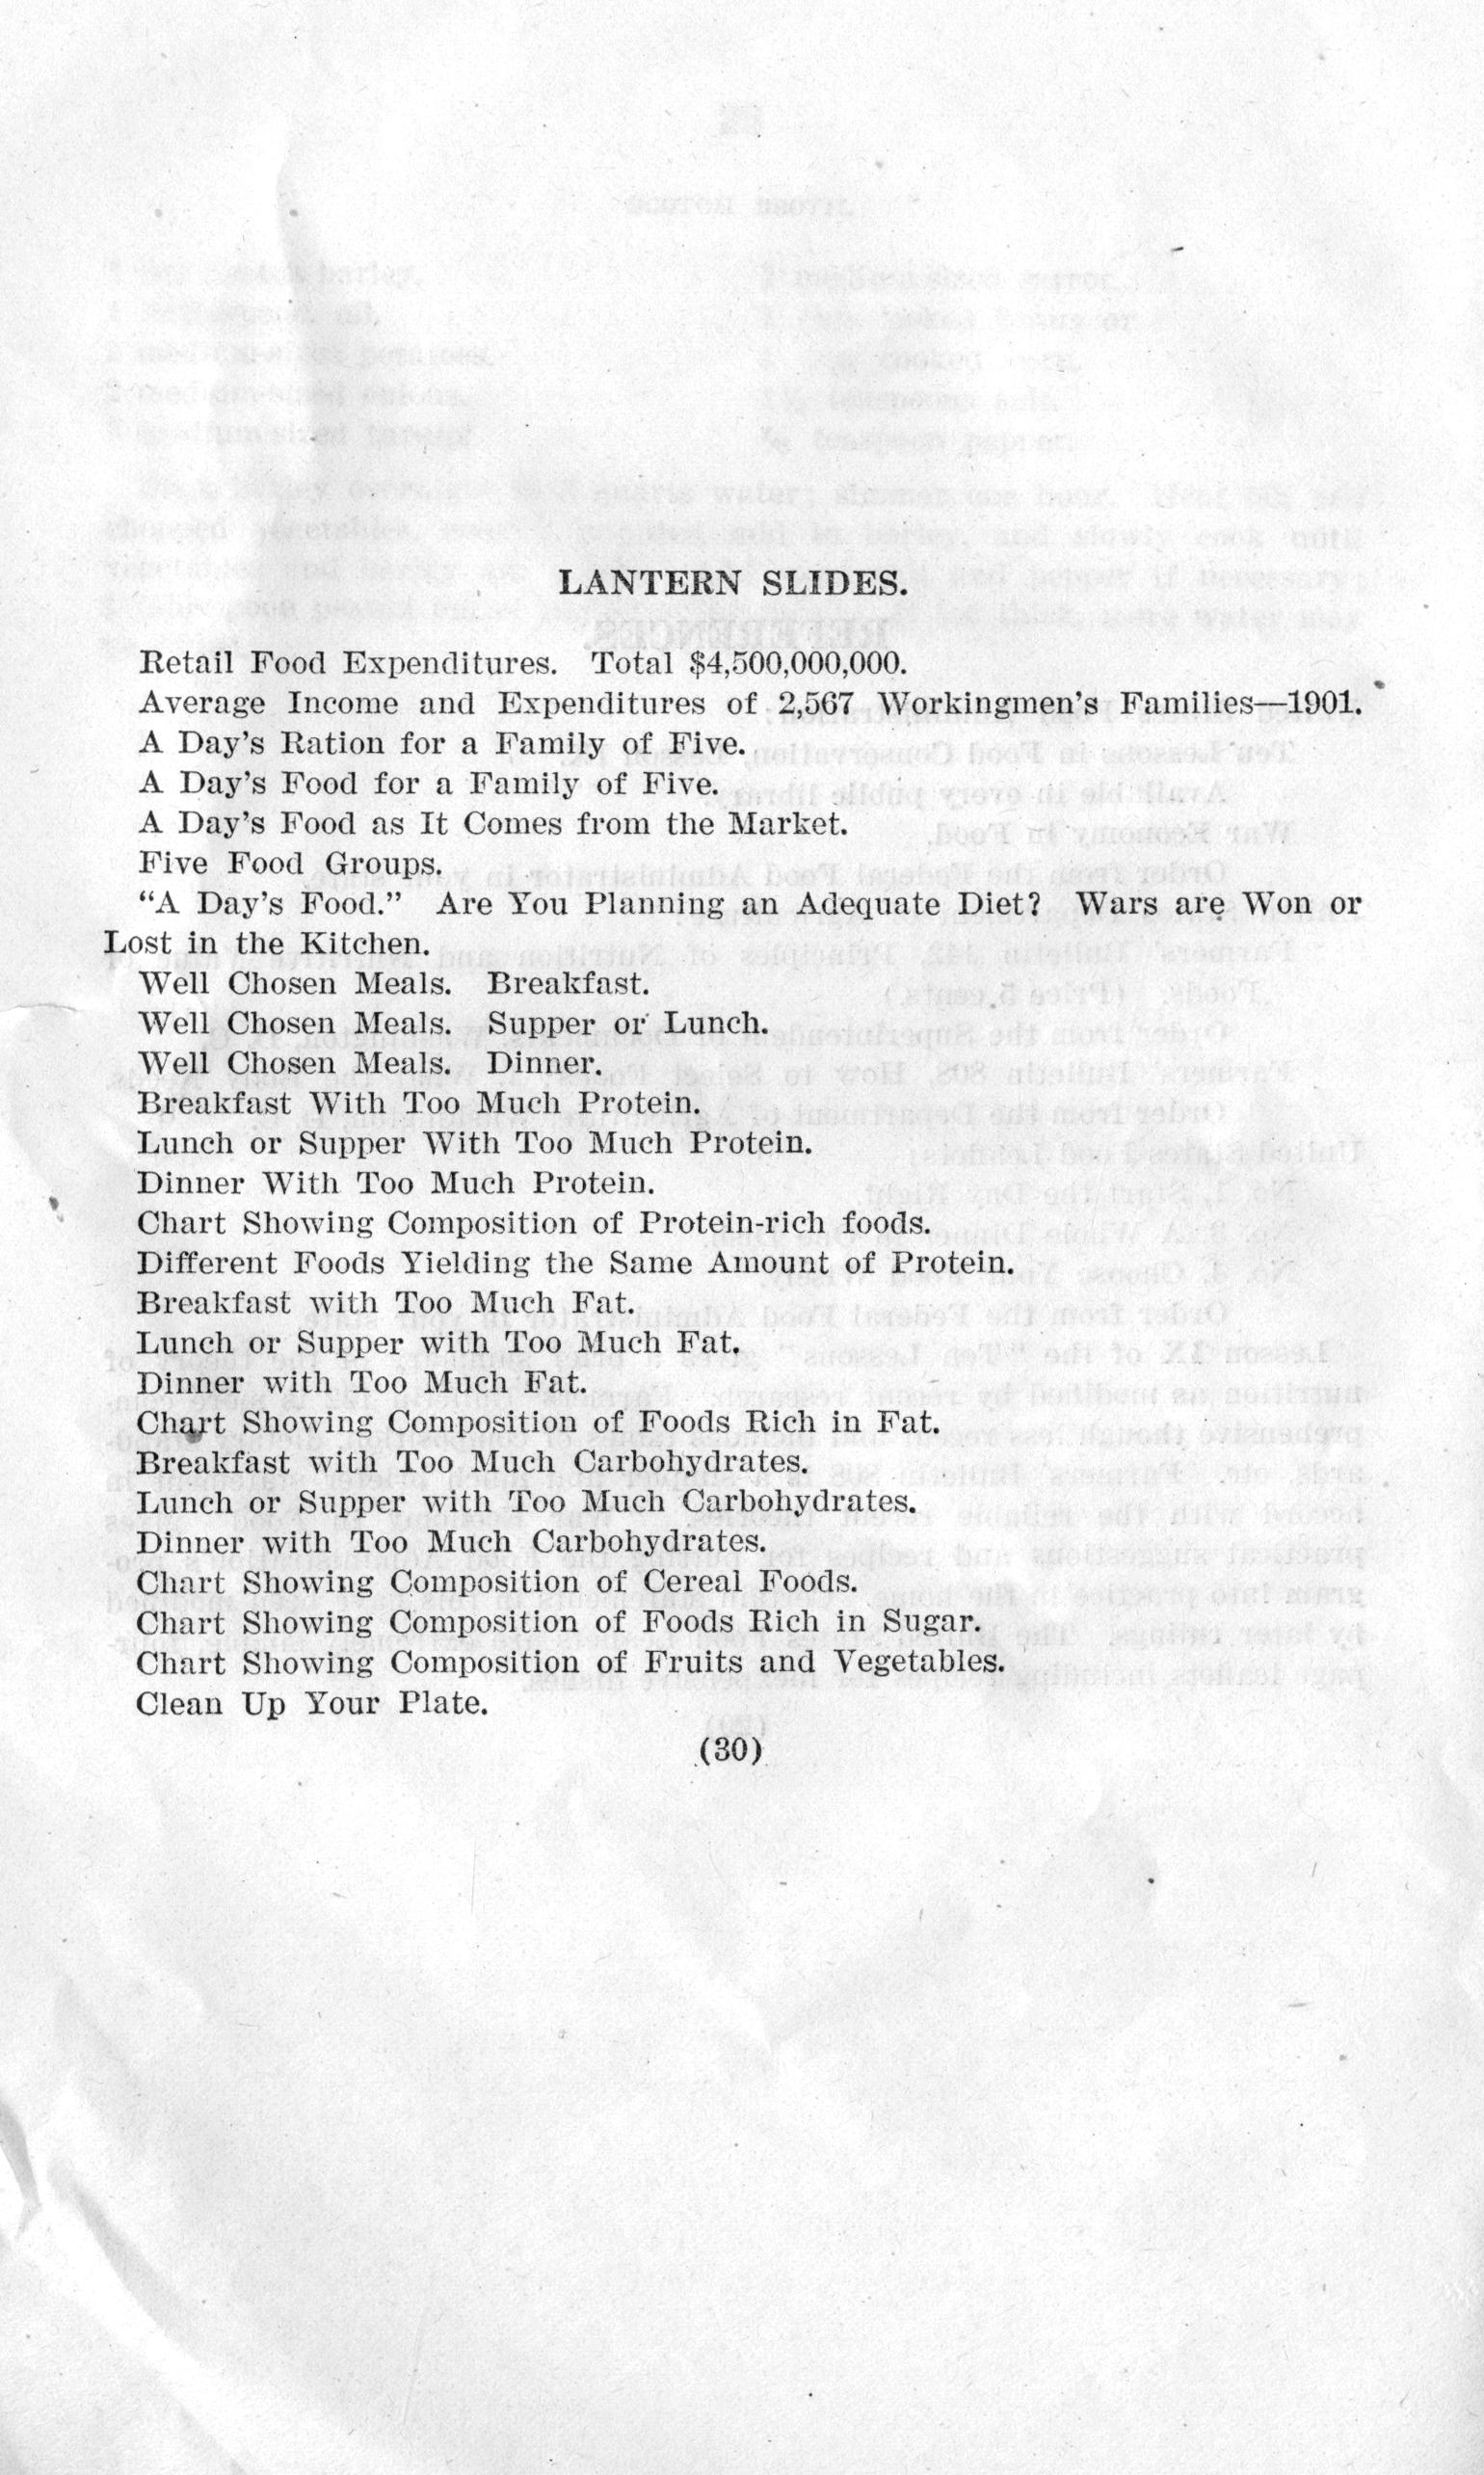 LANTERN SLIDES.
Retail Food Expenditures. Total $4,500,000,000.
Average Income and Expenditures of 2,567 Workingmen's Families—1901.
A Day's Ration for a Family of Five.
A Day's Food for a Family of Five.
A Day's Food as It Comes from the Market.
Five Food Groups.
“A Day's Food.” Are You Planning an Adequate Diet? Wars are Won or
Lost in the Kitchen.
Well Chosen Meals. Breakfast.
Well Chosen Meals. Supper or Lunch.
Well Chosen Meals. Dinner.
Breakfast With Too Much Protein.
Lunch or Supper With Too Much Protein.
Dinner With Too Much Protein.
Chart Showing Composition of Protein-rich foods.
Different Foods Yielding the Same Amount of Protein.
Breakfast with Too Much Fat.
Lunch or Supper with Too Much Fat.
Dinner with Too Much Fat.
Chart Showing Composition of Foods Rich in Fat.
Breakfast with Too Much Carbohydrates.
Lunch or Supper with Too Much Carbohydrates.
Dinner with Too Much Carbohydrates.
Chart Showing Composition of Cereal Foods.
Chart Showing Composition of Foods Rich in Sugar.
Chart Showing Composition of Fruits and Vegetables.
Clean Up Your Plate.
(30)